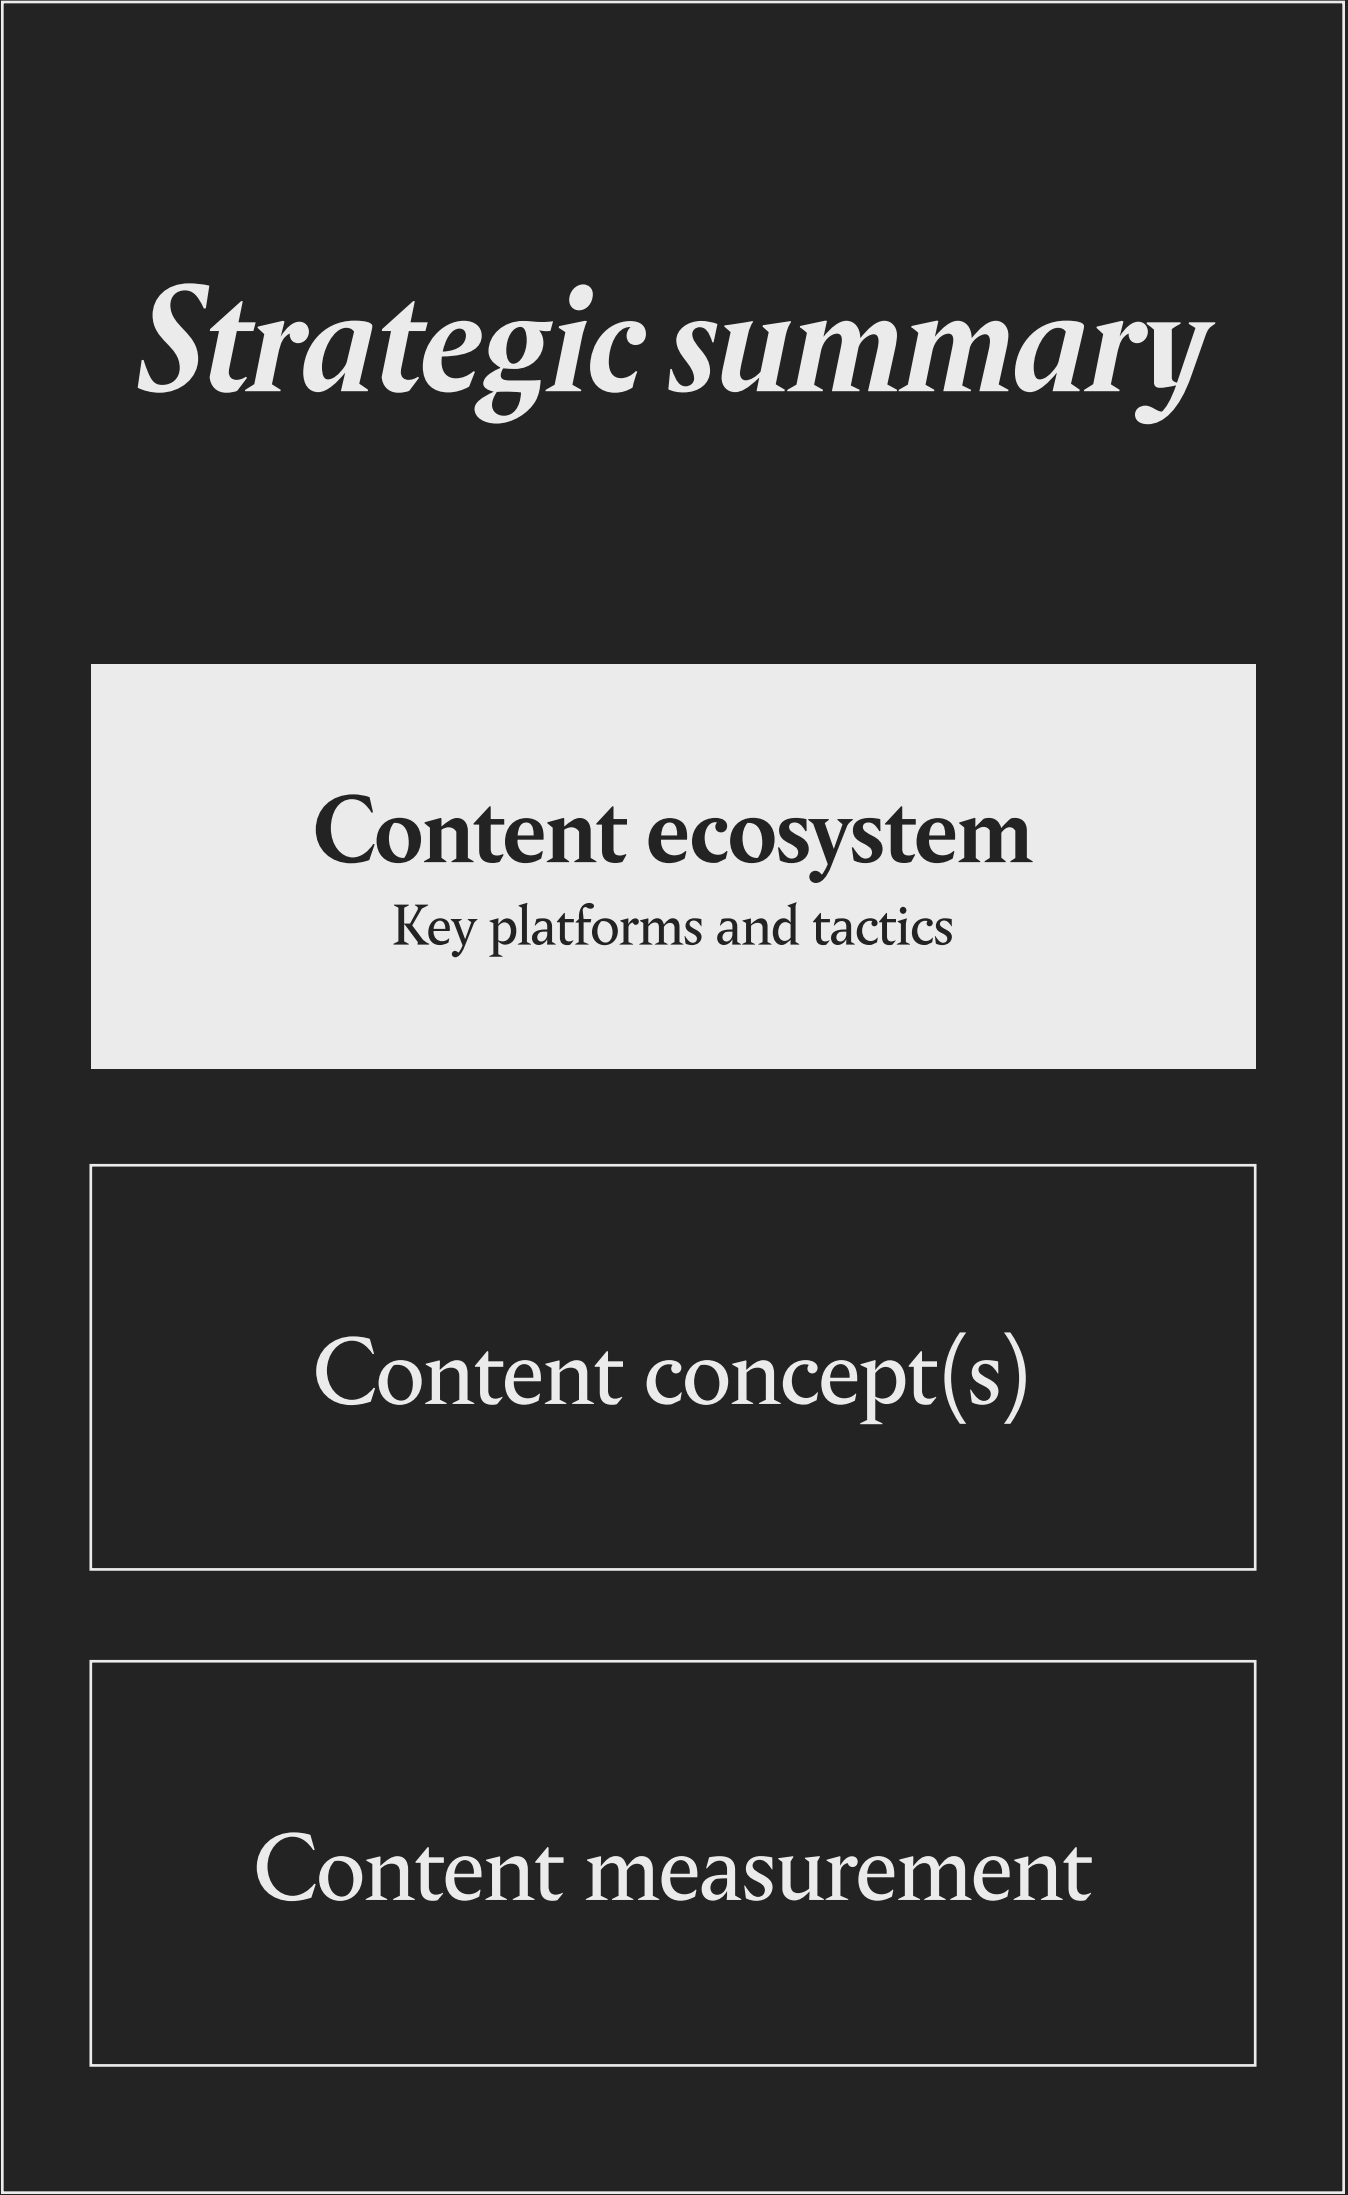 Strategic summary
Content ecosystem
Key platforms and tactics
Content concept(s)
Content measurement